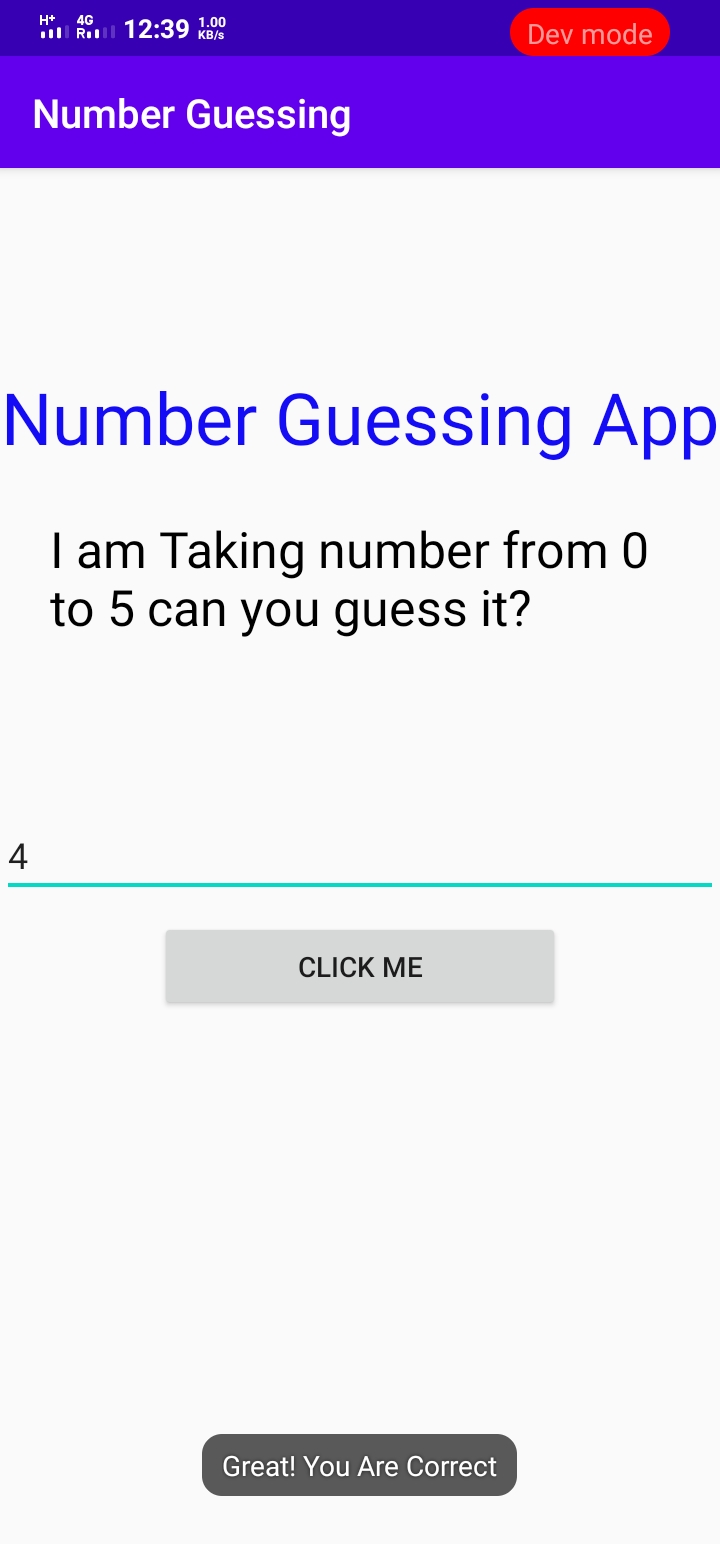 H+ 4G R 12:39 1.00 KB/s Dev mode
Number Guessing
Number Guessing App
I am Taking number from 0
to 5 can you guess it?
4
CLICK ME
Great! You Are Correct